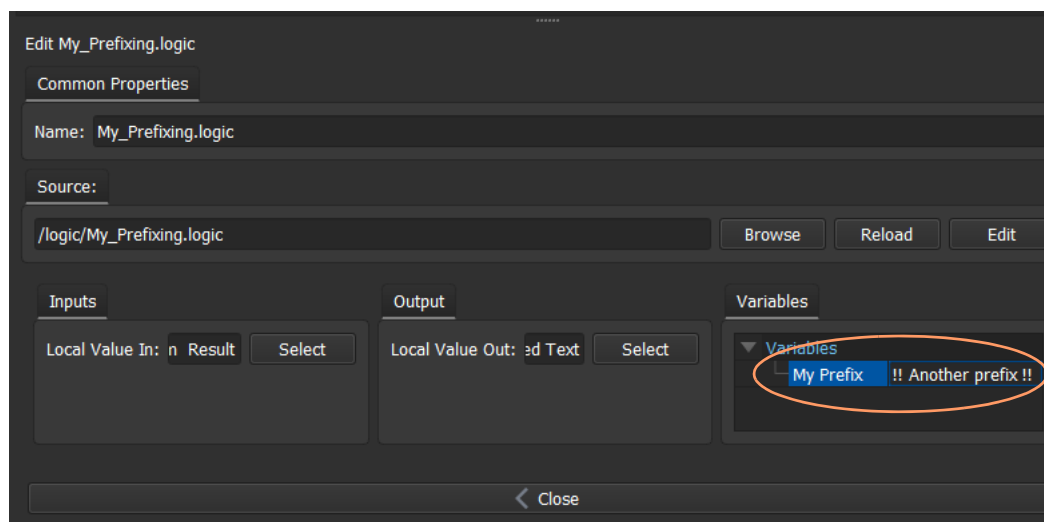 Edit My_Prefixing.logic
Common Properties
Name: My_Prefixing.logic
Source:
/logic/My_Prefixing.logic Browse Reload Edit
Inputs Output Variables
Local Value In: n Result Select Local Value Out: ed Text Select Variables
My Prefix !! Another prefix !!
Close